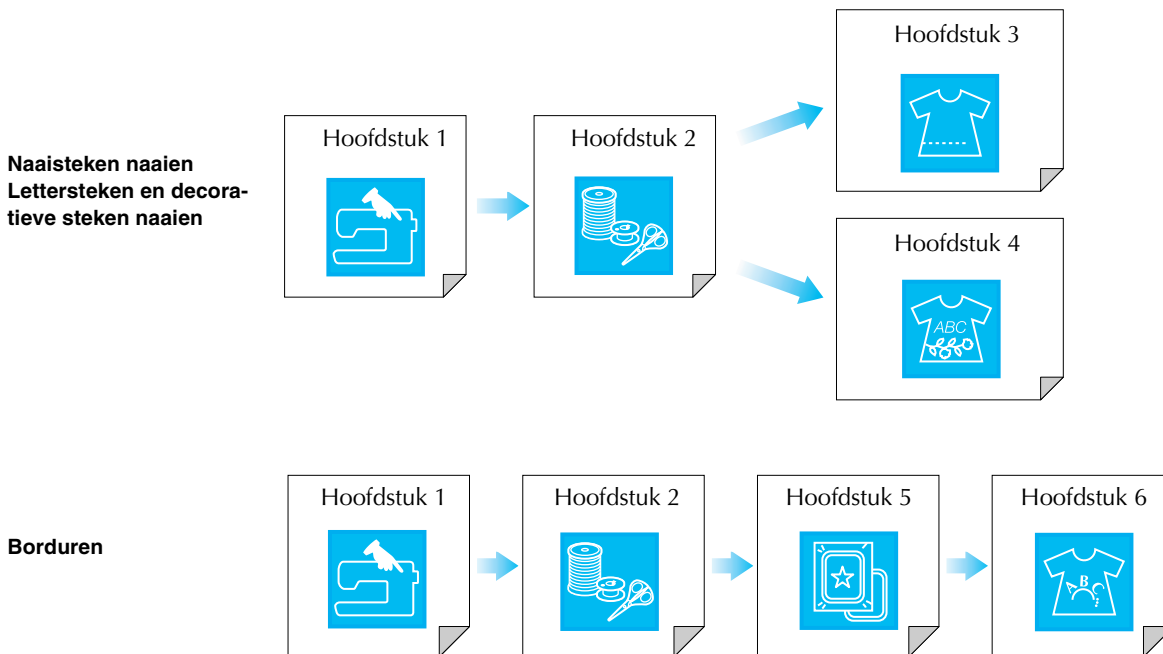 Naaisteken naaien
Lettersteken en decora-
tieve steken naaien
Hoofdstuk 1
Hoofdstuk 2
Hoofdstuk 3
Hoofdstuk 4
ABC
Borduren
Hoofdstuk 1
Hoofdstuk 2
Hoofdstuk 5
Hoofdstuk 6
ABC